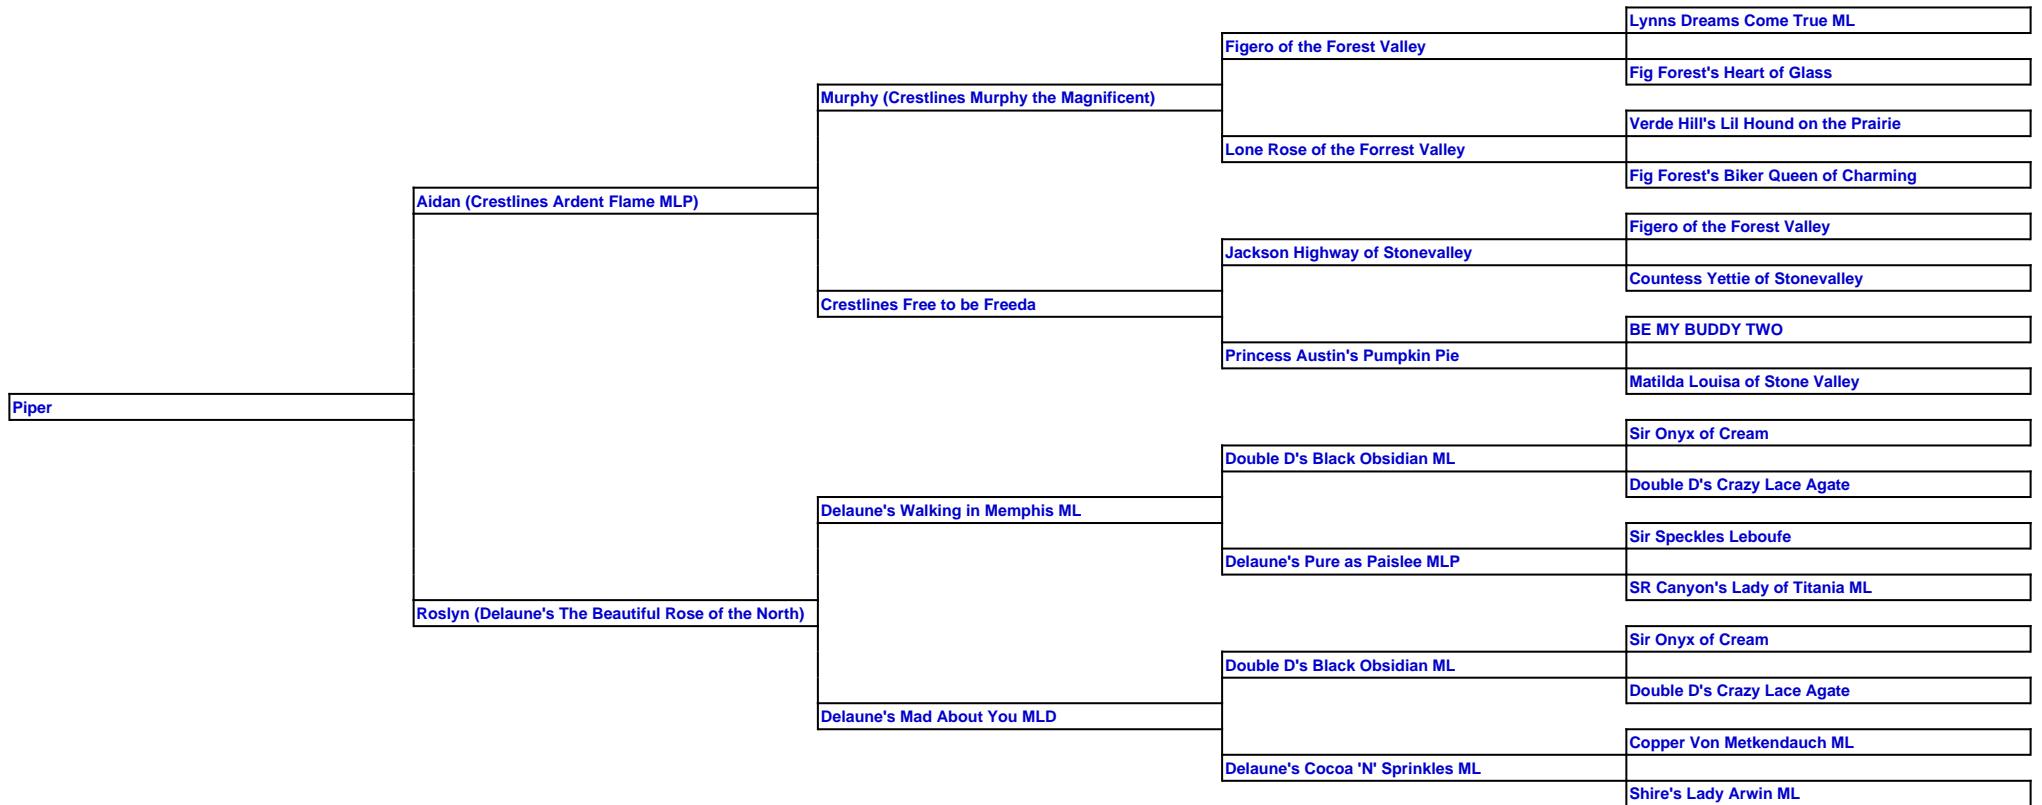 Lynns Dreams Come True ML
Figero of the Forest Valley
Fig Forest's Heart of Glass
Murphy (Crestlines Murphy the Magnificent)
Verde Hill's Lil Hound on the Prairie
Lone Rose of the Forrest Valley
Fig Forest's Biker Queen of Charming
Aidan (Crestlines Ardent Flame MLP)
Figero of the Forest Valley
Jackson Highway of Stonevalley
Countess Yettie of Stonevalley
Crestlines Free to be Freeda
BE MY BUDDY TWO
Princess Austin's Pumpkin Pie
Matilda Louisa of Stone Valley
Piper
Sir Onyx of Cream
Double D's Black Obsidian ML
Double D's Crazy Lace Agate
Delaune's Walking in Memphis ML
Sir Speckles Leboufe
Delaune's Pure as Paislee MLP
SR Canyon's Lady of Titania ML
Roslyn (Delaune's The Beautiful Rose of the North)
Sir Onyx of Cream
Double D's Black Obsidian ML
Double D's Crazy Lace Agate
Delaune's Mad About You MLD
Copper Von Metkendauch ML
Delaune's Cocoa 'N' Sprinkles ML
Shire's Lady Arwin ML